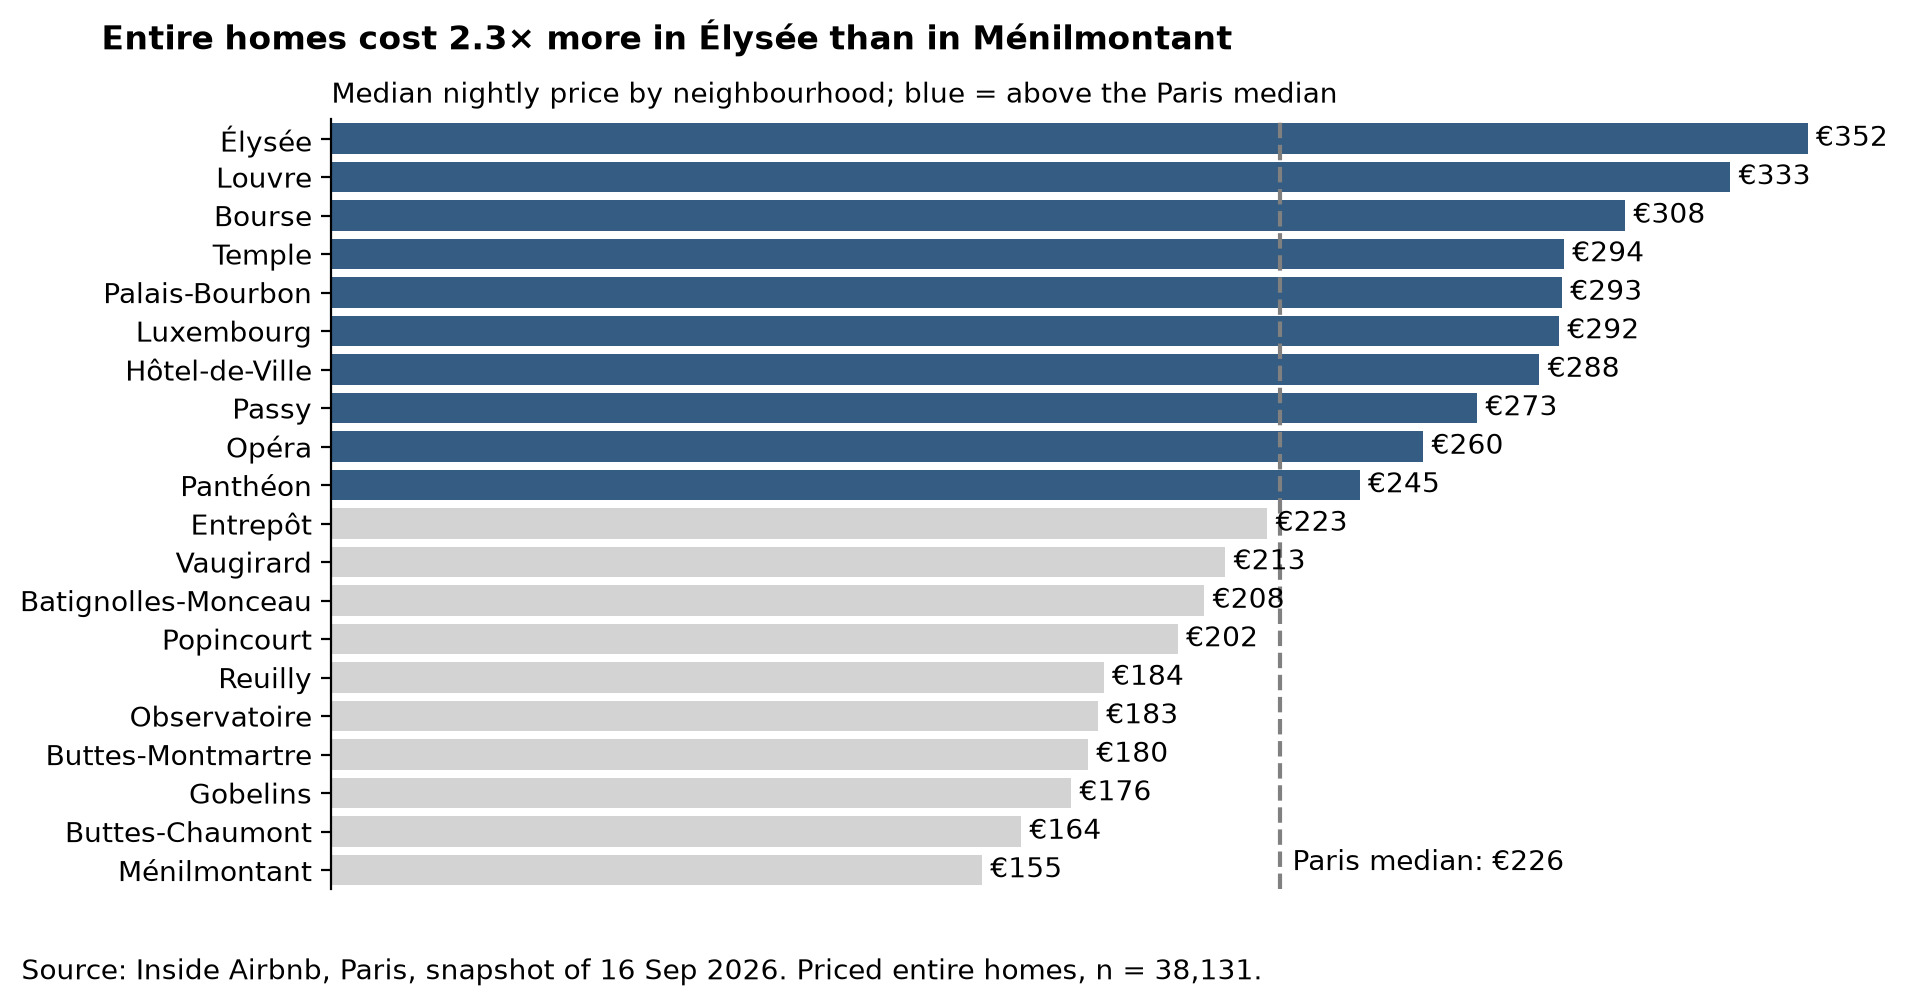 Entire homes cost 2.3× more in Élysée than in Ménilmontant
Median nightly price by neighbourhood; blue = above the Paris median
Élysée €352
Louvre €333
Bourse €308
Temple €294
Palais-Bourbon €293
Luxembourg €292
Hôtel-de-Ville €288
Passy €273
Opéra €260
Panthéon €245
Entrepôt €223
Vaugirard €213
Batignolles-Monceau €208
Popincourt €202
Reuilly €184
Observatoire €183
Buttes-Montmartre €180
Gobelins €176
Buttes-Chaumont €164
Paris median: €226
Ménilmontant €155
Source: Inside Airbnb, Paris, snapshot of 16 Sep 2026. Priced entire homes, n = 38,131.